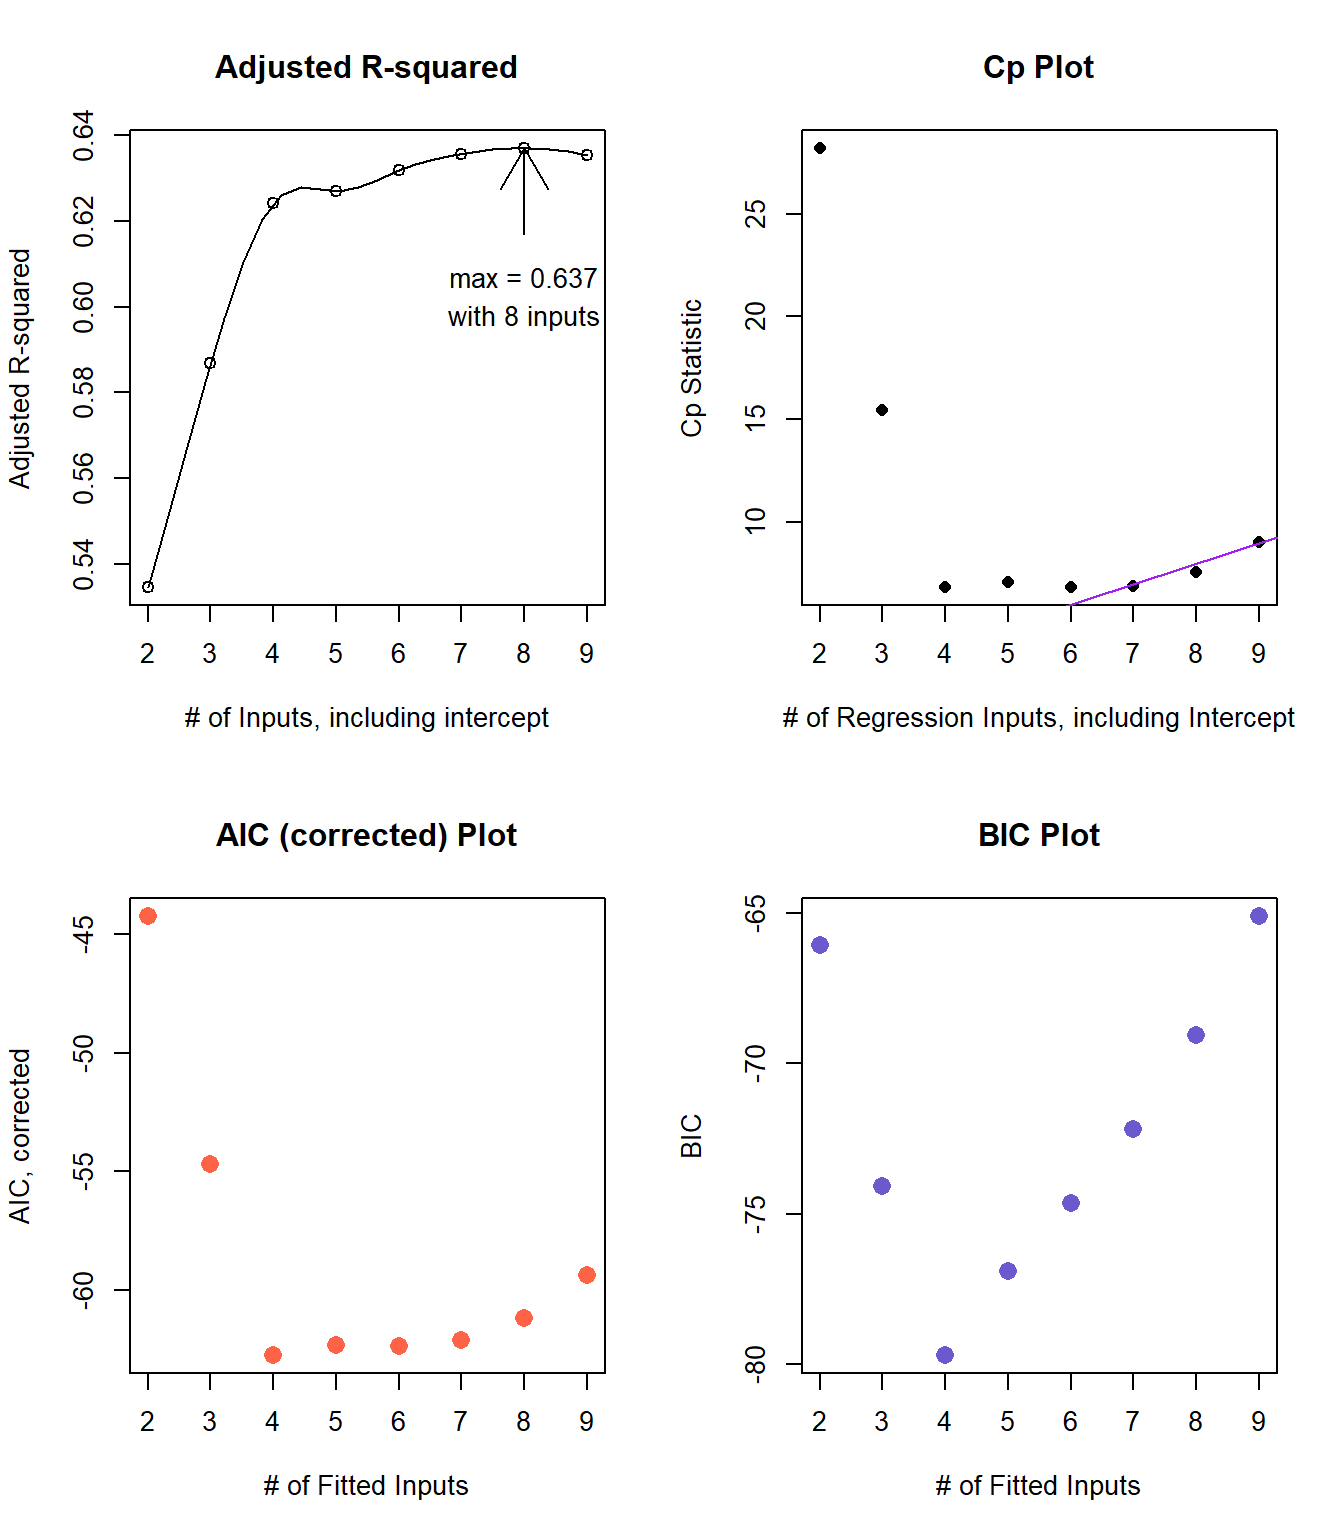 Adjusted R-squared
Adjusted R-squared
0.64
0.62
0.60
0.58
0.56
0.54
max = 0.637
with 8 inputs
2 3 4 5 6 7 8 9
# of Inputs, including intercept
Cp Plot
Cp Statistic
25
20
15
10
2 3 4 5 6 7 8 9
# of Regression Inputs, including Intercept
AIC (corrected) Plot
AIC, corrected
-45
-50
-55
-60
2 3 4 5 6 7 8 9
# of Fitted Inputs
BIC Plot
BIC
-65
-70
-75
-80
2 3 4 5 6 7 8 9
# of Fitted Inputs